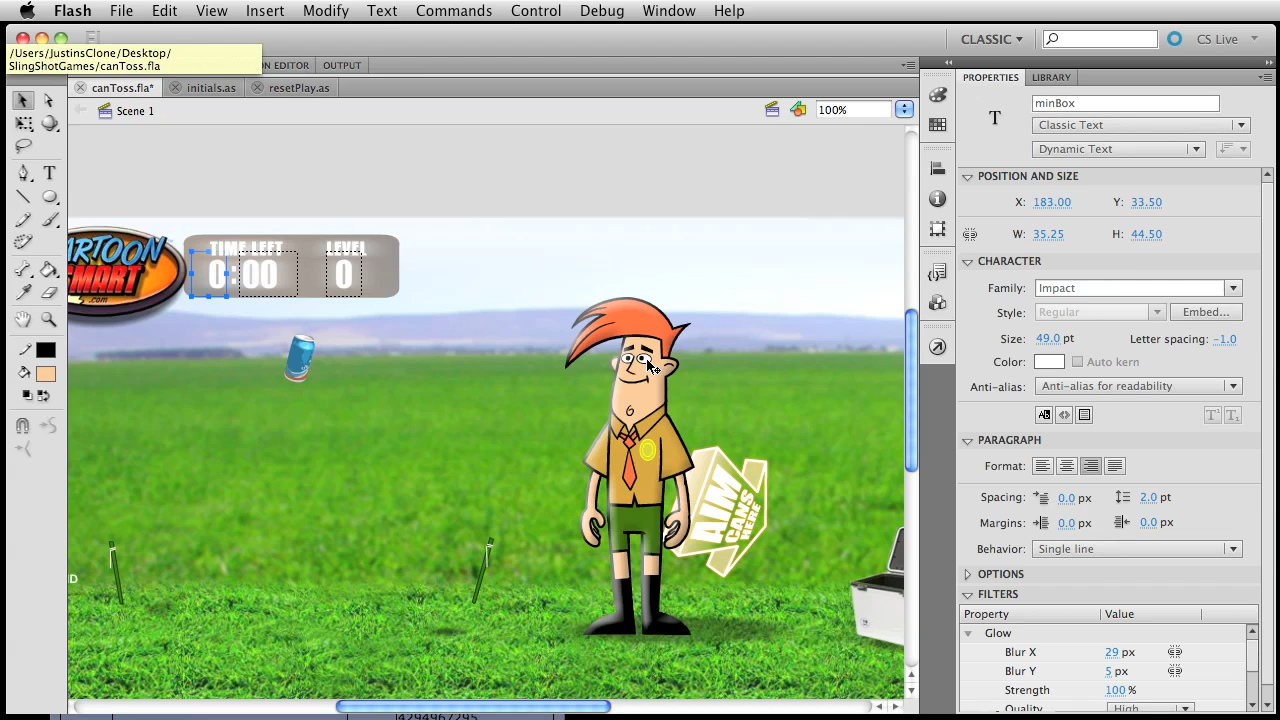 Flash File Edit View Insert Modify Text Commands Control Debug Window Help
CLASSIC CS Live
/Users/JustinsClone/Desktop/
SlingShotGames/canToss.fla
ON EDITOR OUTPUT
canToss.fla* initials.as resetPlay.as
Scene 1 100%
PROPERTIES LIBRARY
T minBox
Classic Text
Dynamic Text
POSITION AND SIZE
X: 183.00 Y: 33.50
W: 35.25 H: 44.50
CHARACTER
Family: Impact
Style: Regular Embed...
Size: 49.0 pt Letter spacing: -1.0
Color: Auto kern
Anti-alias: Anti-alias for readability
PARAGRAPH
Format:
Spacing: 0.0 px 2.0 pt
Margins: 0.0 px 0.0 px
Behavior: Single line
OPTIONS
FILTERS
Property Value
Glow
Blur X 29 px
Blur Y 5 px
Strength 100 %
Quality High
CARTOON
SMART
.com
TIME LEFT LEVEL
0:00 0
AIM
CANS
HERE
D
4294967295